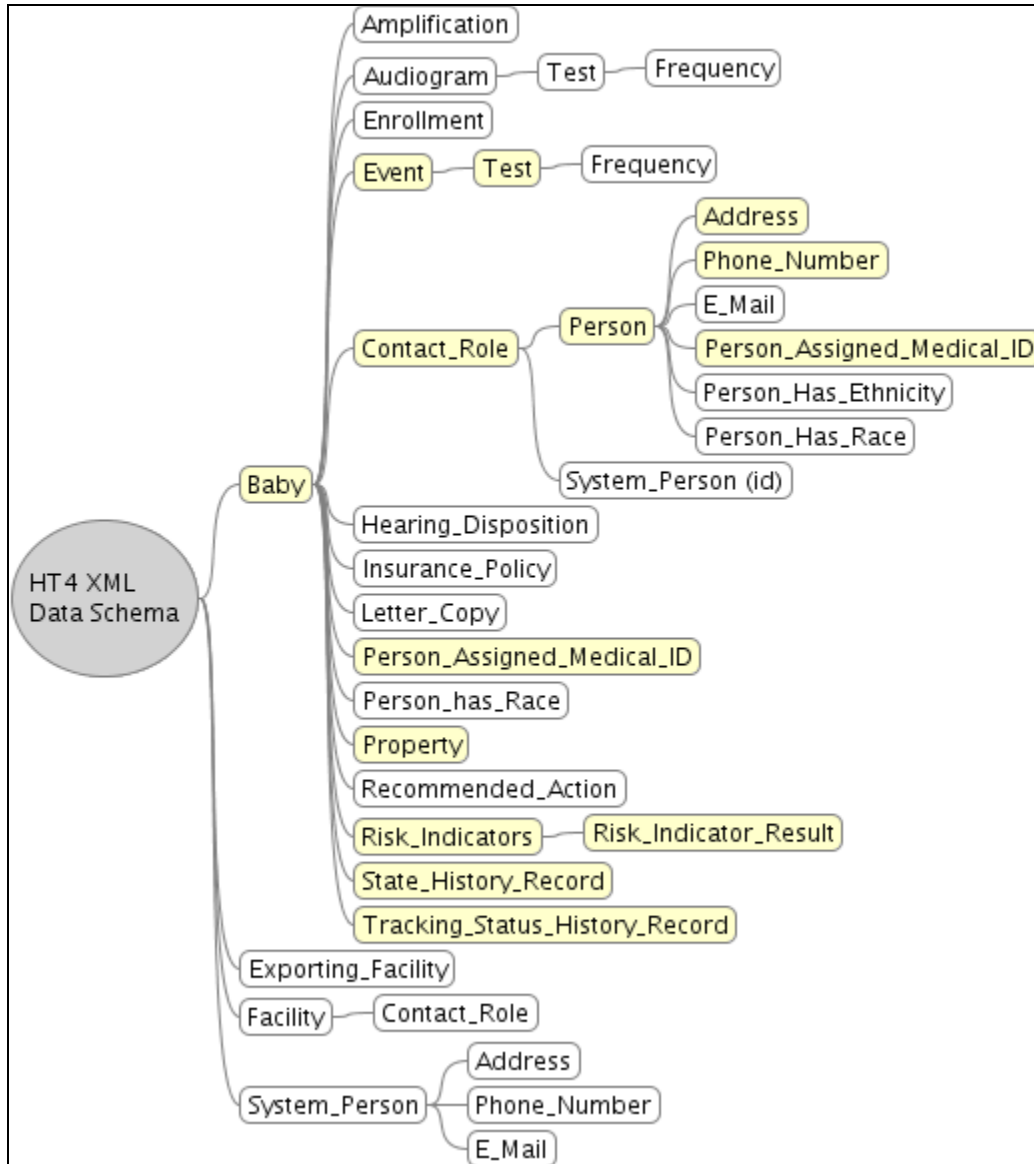 Amplification
Audiogram
Test
Frequency
Enrollment
Event
Test
Frequency
Address
Phone_Number
E_Mail
Person
Contact_Role
Person_Assigned_Medical_ID
Person_Has_Ethnicity
Person_Has_Race
System_Person (id)
Baby
Hearing_Disposition
Insurance_Policy
HT4 XML
Data Schema
Letter_Copy
Person_Assigned_Medical_ID
Person_has_Race
Property
Recommended_Action
Risk_Indicators
Risk_Indicator_Result
State_History_Record
Tracking_Status_History_Record
Exporting_Facility
Facility
Contact_Role
Address
System_Person
Phone_Number
E_Mail